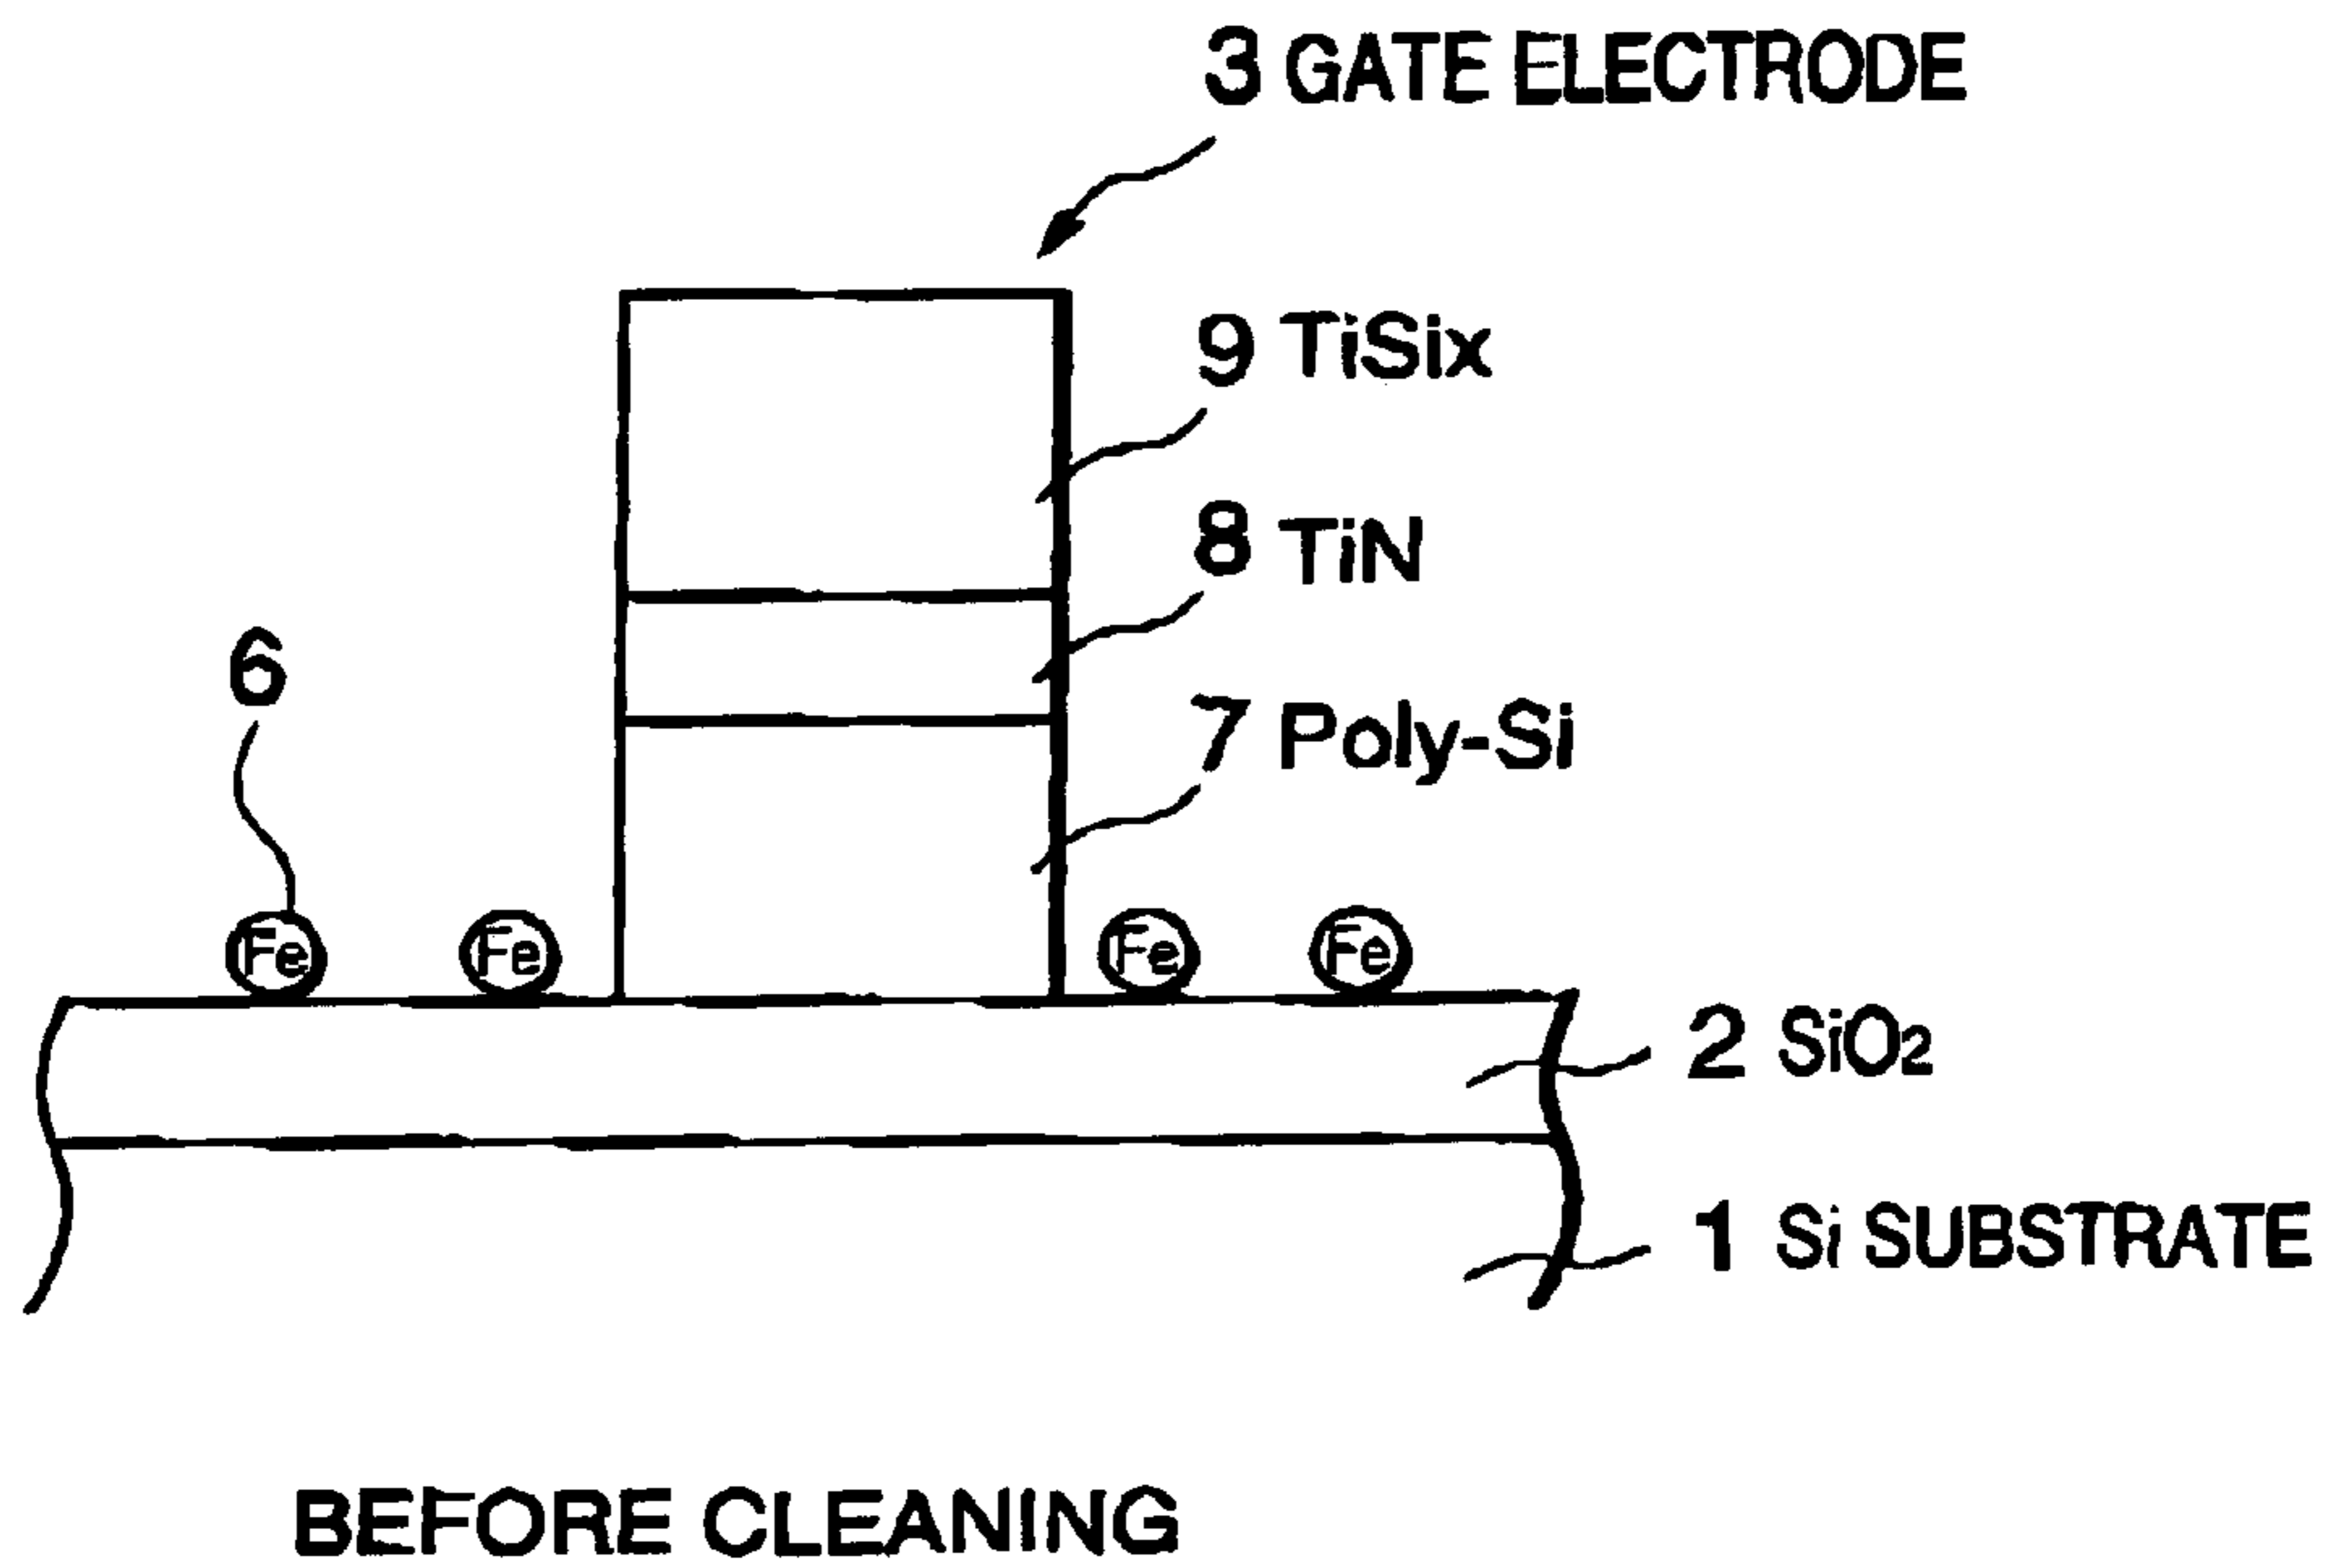 3 GATE ELECTRODE
9 TiSix
8 TiN
6
7 Poly-Si
Fe Fe Fe Fe
2 SiO2
1 Si SUBSTRATE
BEFORE CLEANING